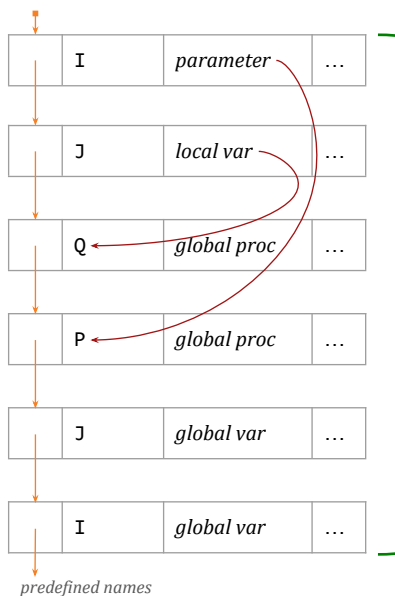 I parameter ...
J local var ...
Q global proc ...
P global proc ...
J global var ...
I global var ...
predefined names